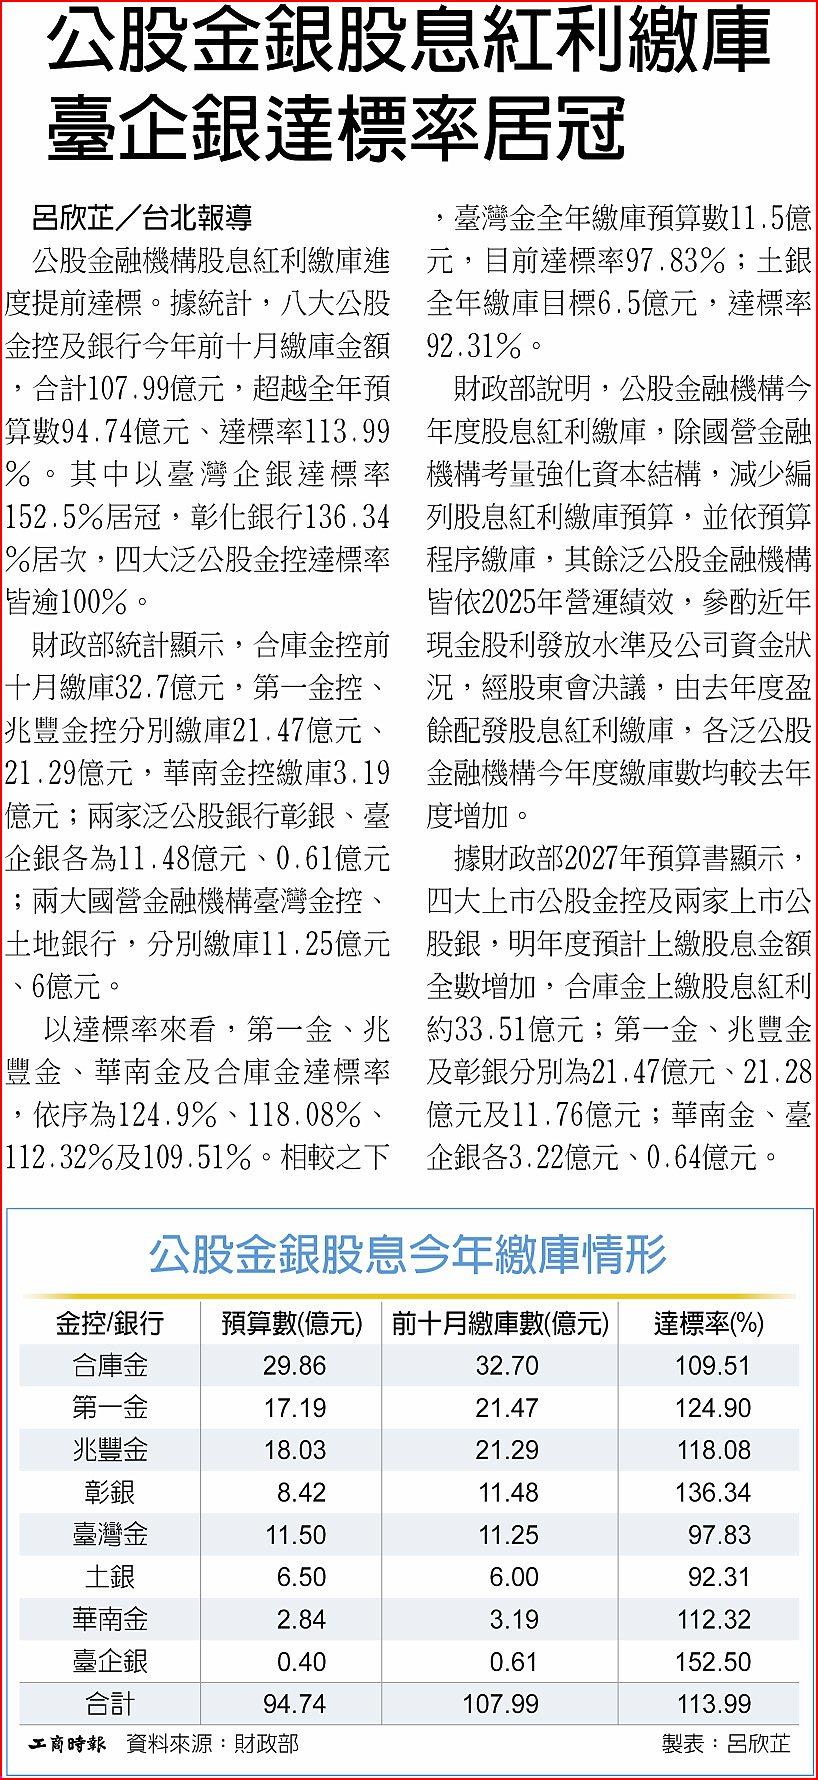 公股金銀股息紅利繳庫
臺企銀達標率居冠
呂欣芷／台北報導
公股金融機構股息紅利繳庫進
度提前達標。據統計，八大公股
金控及銀行今年前十月繳庫金額
，合計107.99億元，超越全年預
算數94.74億元、達標率113.99
％。其中以臺灣企銀達標率
152.5％居冠，彰化銀行136.34
％居次，四大泛公股金控達標率
皆逾100％。
財政部統計顯示，合庫金控前
十月繳庫32.7億元，第一金控、
兆豐金控分別繳庫21.47億元、
21.29億元，華南金控繳庫3.19
億元；兩家泛公股銀行彰銀、臺
企銀各為11.48億元、0.61億元
；兩大國營金融機構臺灣金控、
土地銀行，分別繳庫11.25億元
、6億元。
以達標率來看，第一金、兆
豐金、華南金及合庫金達標率
，依序為124.9％、118.08％、
112.32％及109.51％。相較之下
，臺灣金全年繳庫預算數11.5億
元，目前達標率97.83％；土銀
全年繳庫目標6.5億元，達標率
92.31％。
財政部說明，公股金融機構今
年度股息紅利繳庫，除國營金融
機構考量強化資本結構，減少編
列股息紅利繳庫預算，並依預算
程序繳庫，其餘泛公股金融機構
皆依2025年營運績效，參酌近年
現金股利發放水準及公司資金狀
況，經股東會決議，由去年度盈
餘配發股息紅利繳庫，各泛公股
金融機構今年度繳庫數均較去年
度增加。
據財政部2027年預算書顯示，
四大上市公股金控及兩家上市公
股銀，明年度預計上繳股息金額
全數增加，合庫金上繳股息紅利
約33.51億元；第一金、兆豐金
及彰銀分別為21.47億元、21.28
億元及11.76億元；華南金、臺
企銀各3.22億元、0.64億元。
公股金銀股息今年繳庫情形
金控/銀行 預算數(億元) 前十月繳庫數(億元) 達標率(%)
合庫金 29.86 32.70 109.51
第一金 17.19 21.47 124.90
兆豐金 18.03 21.29 118.08
彰銀 8.42 11.48 136.34
臺灣金 11.50 11.25 97.83
土銀 6.50 6.00 92.31
華南金 2.84 3.19 112.32
臺企銀 0.40 0.61 152.50
合計 94.74 107.99 113.99
工商時報 資料來源：財政部 製表：呂欣芷